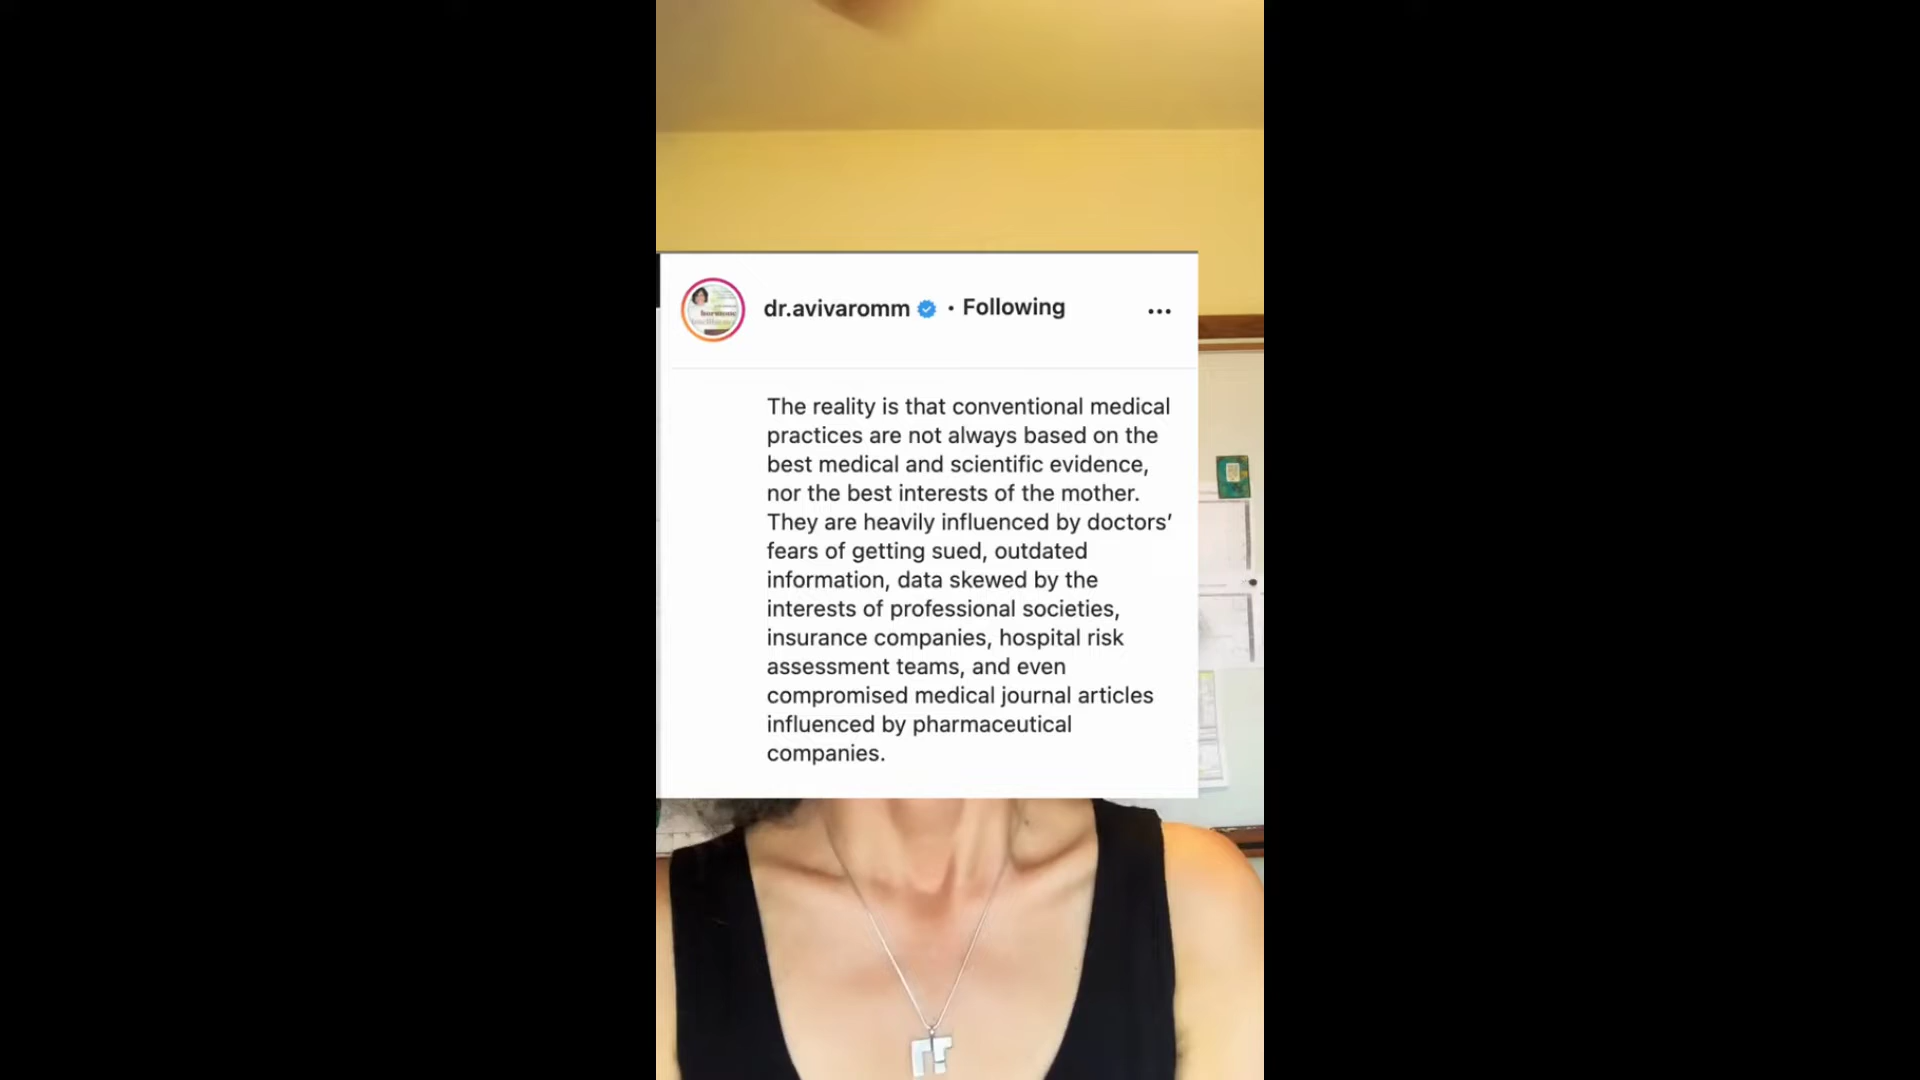 dr.avivaromm • Following
The reality is that conventional medical
practices are not always based on the
best medical and scientific evidence,
nor the best interests of the mother.
They are heavily influenced by doctors’
fears of getting sued, outdated
information, data skewed by the
interests of professional societies,
insurance companies, hospital risk
assessment teams, and even
compromised medical journal articles
influenced by pharmaceutical
companies.